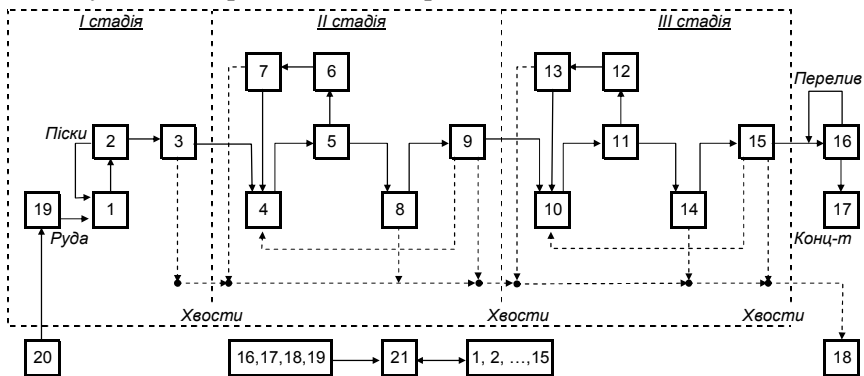 I стадія II стадія III стадія
7 6 13 12 Перелив
Піски 2 3 5 9 11 15 16
19 1 4 8 10 14 17
Руда Конц-т
Хвости Хвости Хвости
20 16,17,18,19 21 1, 2, ...,15 18